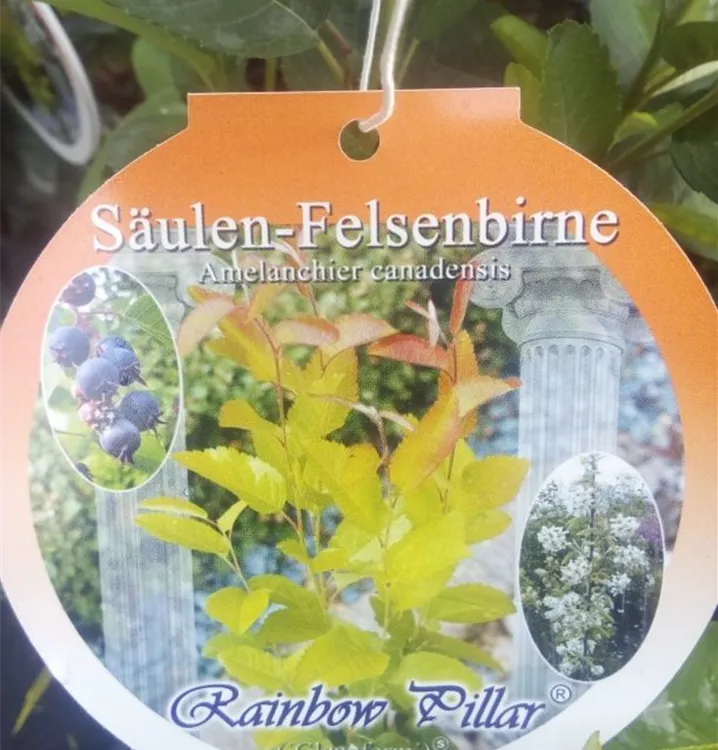 Säulen-Felsenbirne
Amelanchier canadensis
Rainbow Pillar®